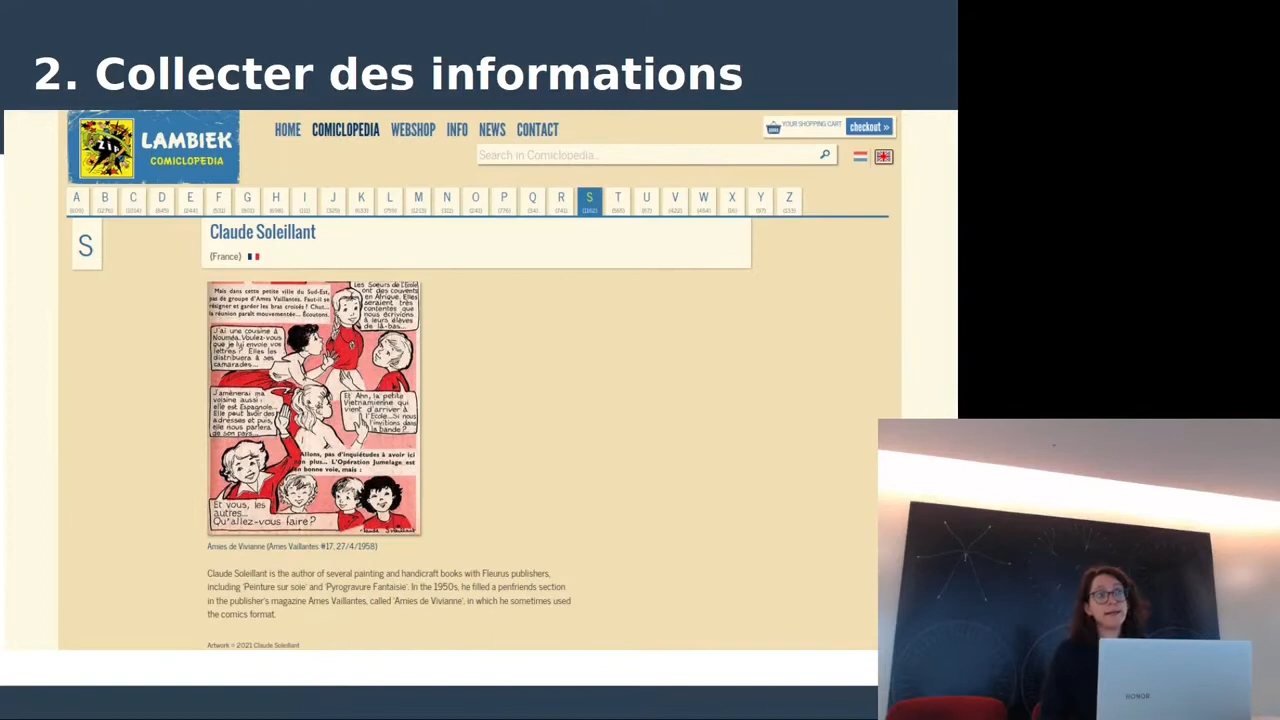 2. Collecter des informations
LAMBIEK
COMICLOPEDIA
HOME COMICLOPEDIA WEBSHOP INFO NEWS CONTACT
YOUR SHOPPING CART checkout »
Search in Comiclopedia...
A B C D E F G H I J K L M N O P Q R S T U V W X Y Z
S
Claude Soleillant
(France)
Mais dans cette petite ville du Sud-Est,
pas de groupe d'Ames Vaillantes. Faut-il se
résigner et garder les bras croisés ? Chut...
la réunion paraît mouvementée... Écoutons.
Les Soeurs de l'École
ont des couvents
en Afrique. Elles
seraient très
contentes que
nous écrivions
à leurs élèves
de là-bas...
J'ai une cousine à
Nouméa. Voulez-vous
que je lui envoie vos
lettres ? Elle les
distribuera à ses
camarades...
J'amènerai ma
voisine aussi :
elle est Espagnole.
Elle peut avoir des
adresses et puis,
elle nous parlera
de son pays...
Et Ahn, la petite
Vietnamienne qui
vient d'arriver à
l'École... Si nous
l'invitions dans
la bande ?
Allons, pas d'inquiétudes à avoir ici
non plus... L'Opération Jumelage est
en bonne voie, mais :
Et vous, les
autres...
Qu'allez-vous faire ?
Claude Soleillant
Amies de Vivianne (Ames Vaillantes #17, 27/4/1958)
Claude Soleillant is the author of several painting and handicraft books with Fleurus publishers,
including 'Peinture sur soie' and 'Pyrogravure Fantaisie'. In the 1950s, he filled a penfriends section
in the publisher's magazine Ames Vaillantes, called 'Amies de Vivianne', in which he sometimes used
the comics format.
Artwork © 2021 Claude Soleillant
HONOR